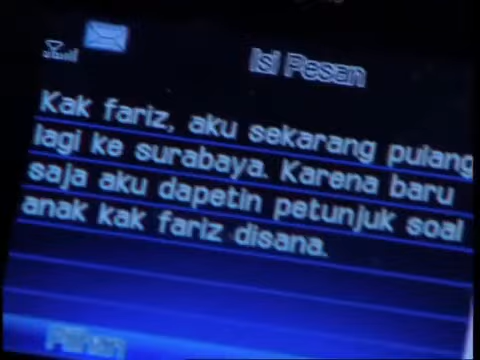 Isi Pesan
Kak fariz, aku sekarang pulang
lagi ke surabaya. Karena baru
saja aku dapetin petunjuk soal
anak kak fariz disana.
Pilihan